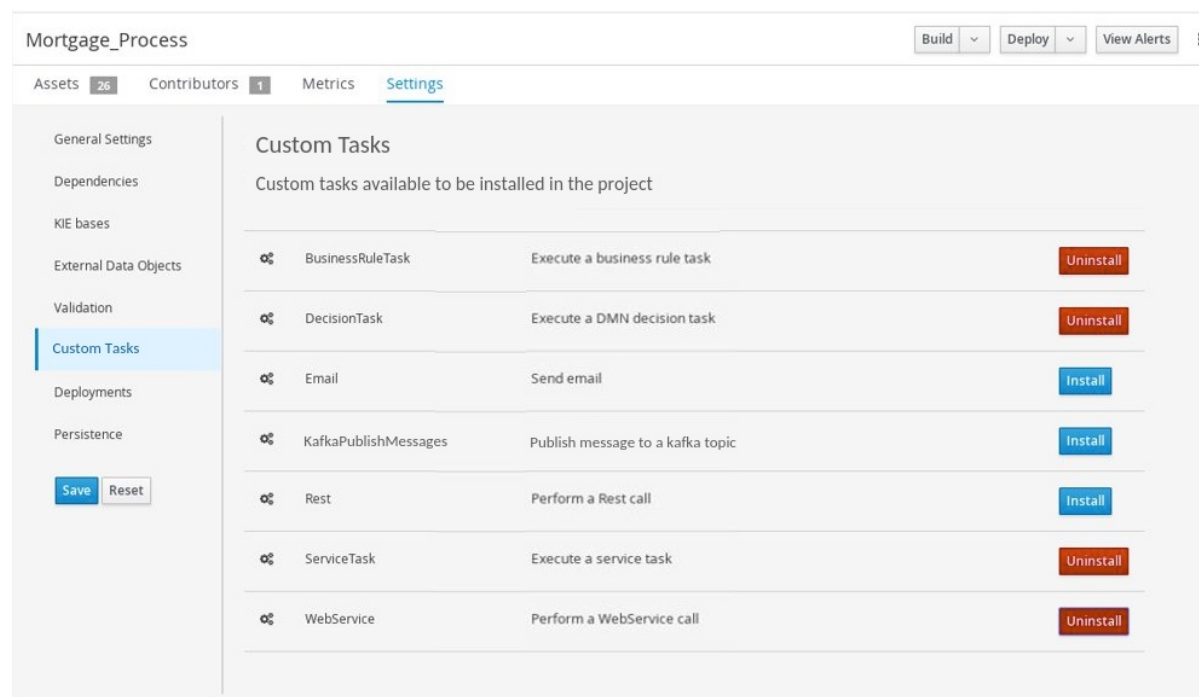 Mortgage_Process
Build
Deploy
View Alerts
Assets 26 Contributors 1 Metrics Settings
General Settings
Dependencies
KIE bases
External Data Objects
Validation
Custom Tasks
Deployments
Persistence
Save Reset
Custom Tasks
Custom tasks available to be installed in the project
BusinessRuleTask Execute a business rule task Uninstall
DecisionTask Execute a DMN decision task Uninstall
Email Send email Install
KafkaPublishMessages Publish message to a kafka topic Install
Rest Perform a Rest call Install
ServiceTask Execute a service task Uninstall
WebService Perform a WebService call Uninstall